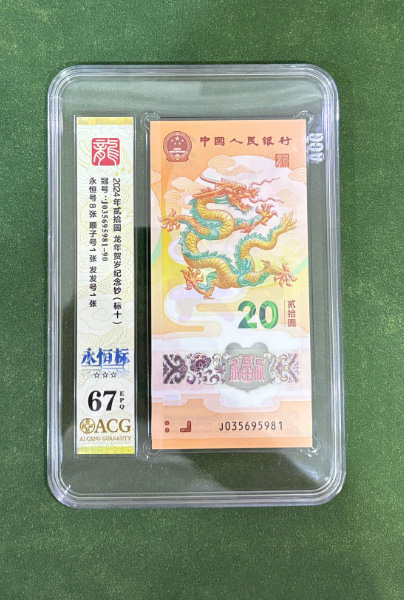 龍
2024年贰拾圆 龙年贺岁纪念钞(标十)
冠号:J035695981-90
永恒号8张 顺子号1张 发发号1张
永恒标
☆☆☆
67
EPQ
ACG
AI CANG GUARANTY
中国人民银行
20
贰拾圆
J035695981
ACG